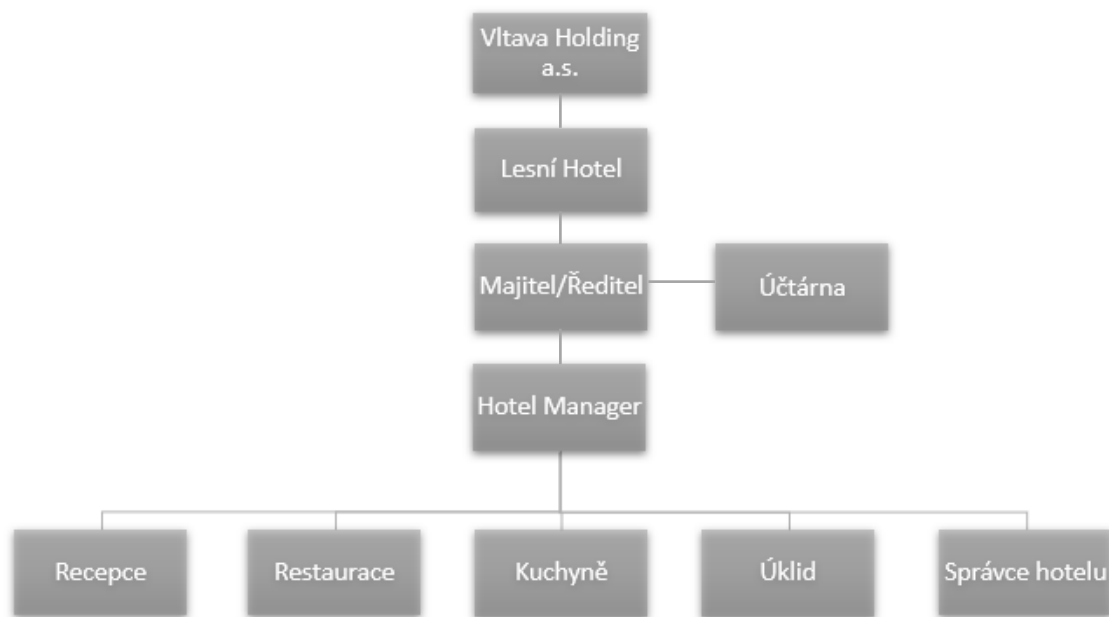 Vltava Holding
a.s.
Lesní Hotel
Majitel/Ředitel
Účtárna
Hotel Manager
Recepce
Restaurace
Kuchyně
Úklid
Správce hotelu